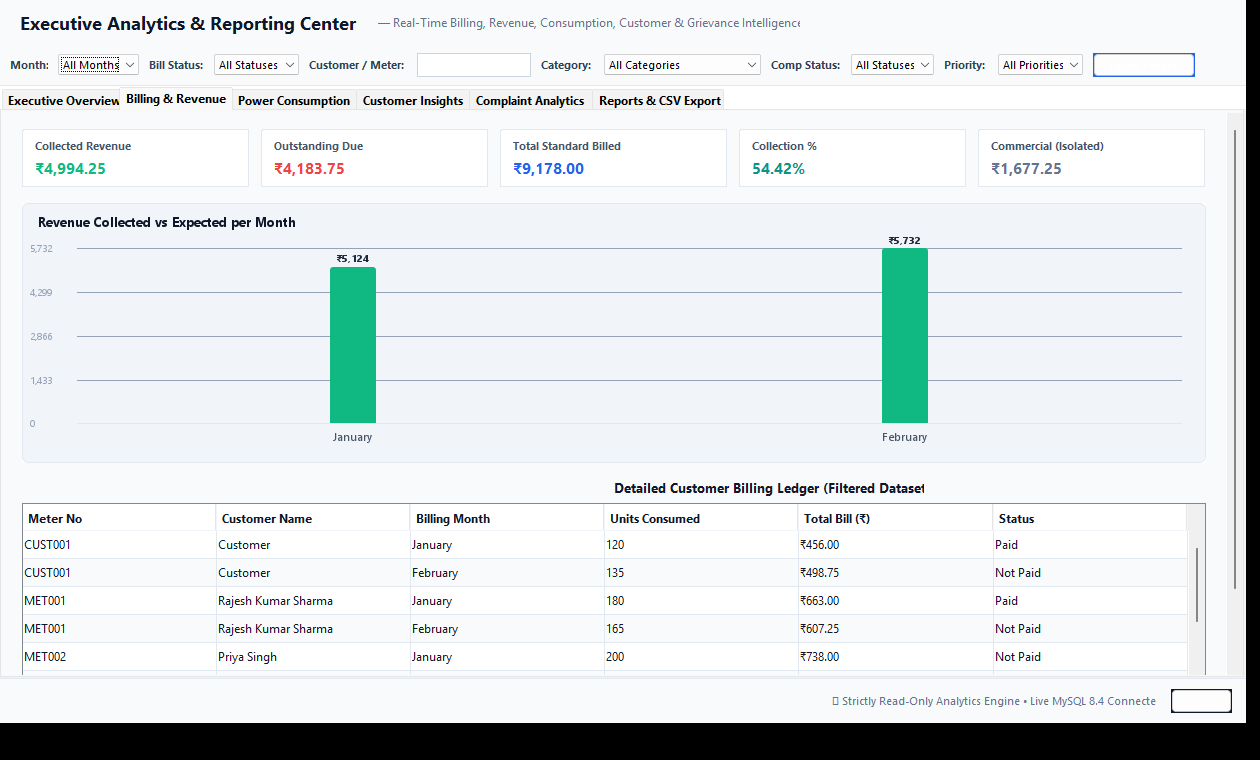 Executive Analytics & Reporting Center — Real-Time Billing, Revenue, Consumption, Customer & Grievance Intelligence
Month: All Months Bill Status: All Statuses Customer / Meter: Category: All Categories Comp Status: All Statuses Priority: All Priorities
Executive Overview Billing & Revenue Power Consumption Customer Insights Complaint Analytics Reports & CSV Export
Collected Revenue Outstanding Due Total Standard Billed Collection % Commercial (Isolated)
₹4,994.25 ₹4,183.75 ₹9,178.00 54.42% ₹1,677.25
Revenue Collected vs Expected per Month
₹5,732
5,732
₹5,124
4,299
2,866
1,433
0
January February
Detailed Customer Billing Ledger (Filtered Dataset
Meter No Customer Name Billing Month Units Consumed Total Bill (₹) Status
CUST001 Customer January 120 ₹456.00 Paid
CUST001 Customer February 135 ₹498.75 Not Paid
MET001 Rajesh Kumar Sharma January 180 ₹663.00 Paid
MET001 Rajesh Kumar Sharma February 165 ₹607.25 Not Paid
MET002 Priya Singh January 200 ₹738.00 Not Paid
Strictly Read-Only Analytics Engine • Live MySQL 8.4 Connecte